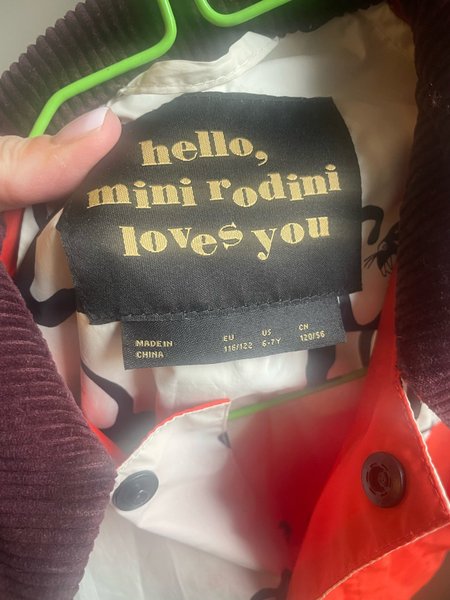 hello,
mini rodini
loves you
MADE IN EU US CN
CHINA 116/122 6-7Y 120/56